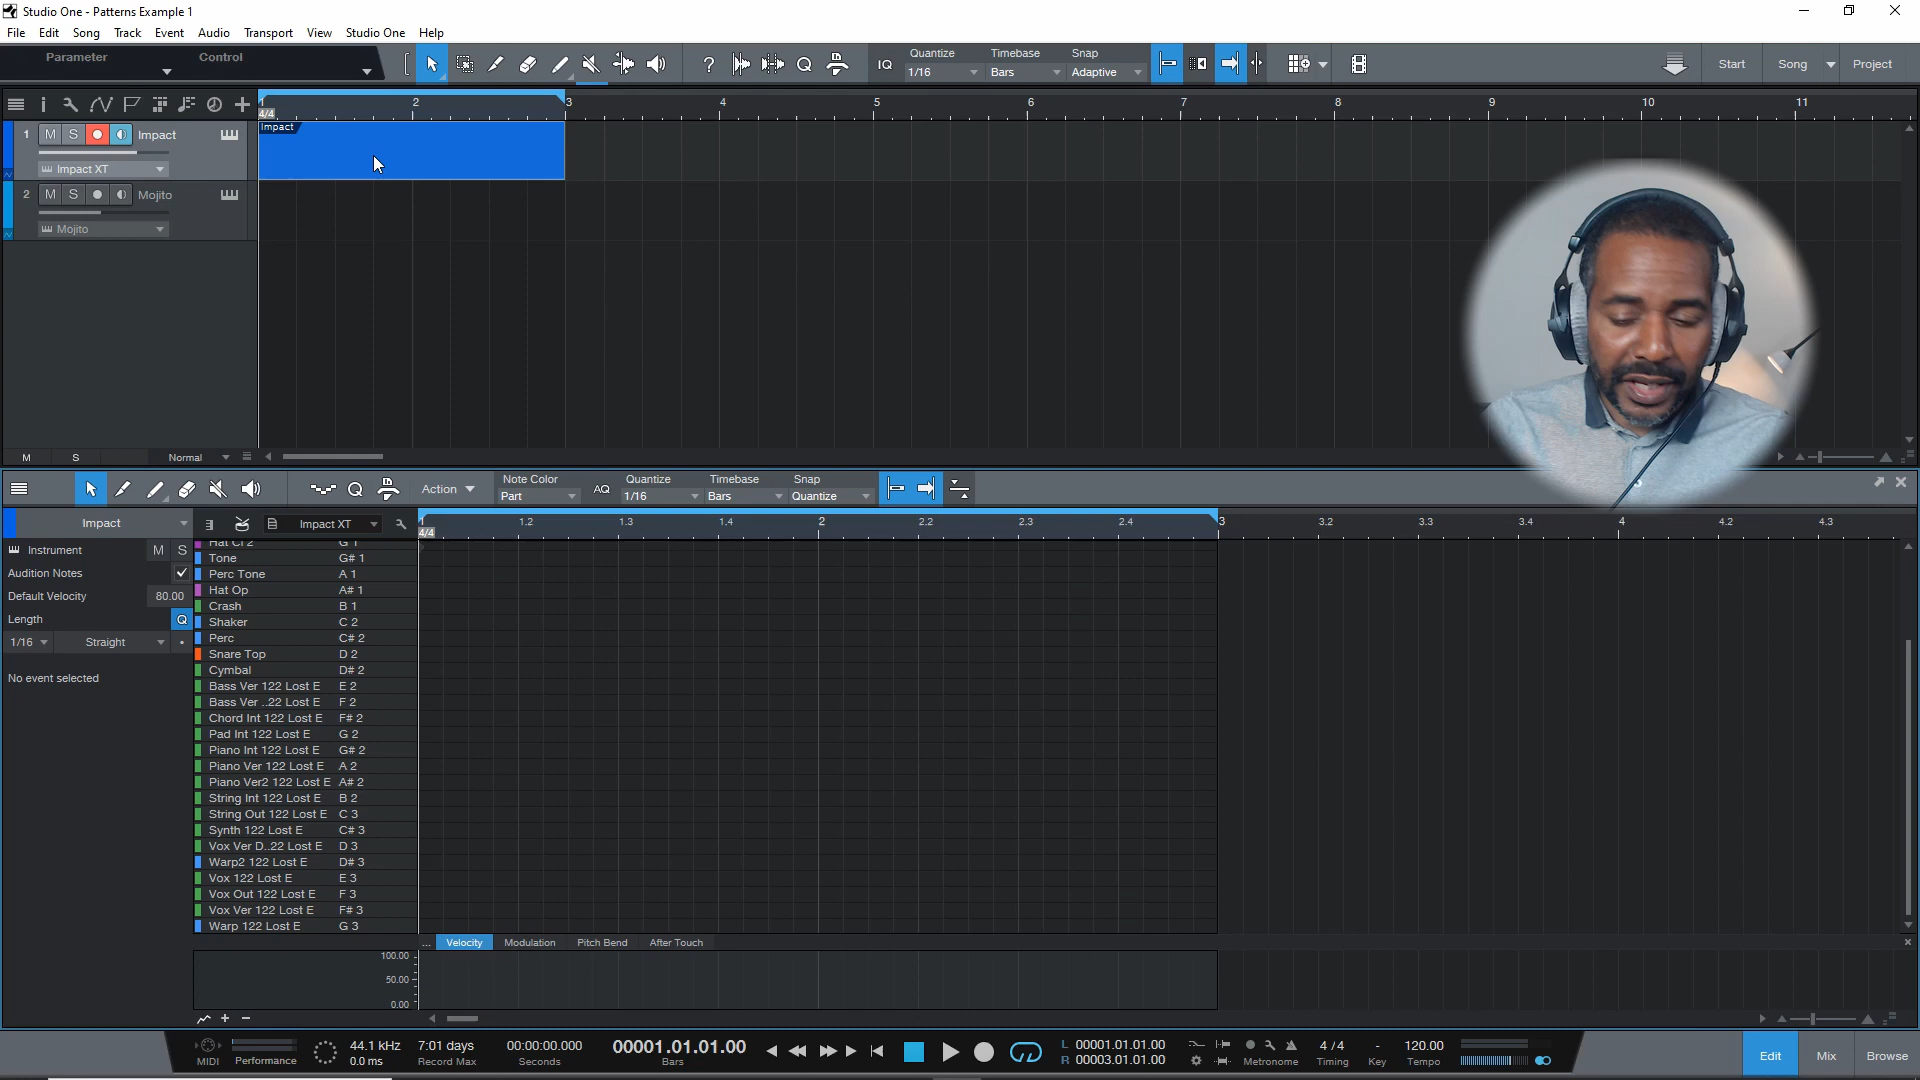 Studio One - Patterns Example 1
File Edit Song Track Event Audio Transport View Studio One Help
Parameter Control
IQ Quantize 1/16 Timebase Bars Snap Adaptive
Start Song Project
1 2 3 4 5 6 7 8 9 10 11
4/4
1 M S Impact
Impact XT
Impact
2 M S Mojito
Mojito
M S Normal
Action Note Color Part AQ Quantize 1/16 Timebase Bars Snap Quantize
Impact Impact XT
1 1.2 1.3 1.4 2 2.2 2.3 2.4 3 3.2 3.3 3.4 4 4.2 4.3
4/4
Instrument M S
Audition Notes
Default Velocity 80.00
Length Q
1/16 Straight
No event selected
Hat Cl 2 G 1
Tone G# 1
Perc Tone A 1
Hat Op A# 1
Crash B 1
Shaker C 2
Perc C# 2
Snare Top D 2
Cymbal D# 2
Bass Ver 122 Lost E E 2
Bass Ver ..22 Lost E F 2
Chord Int 122 Lost E F# 2
Pad Int 122 Lost E G 2
Piano Int 122 Lost E G# 2
Piano Ver 122 Lost E A 2
Piano Ver2 122 Lost E A# 2
String Int 122 Lost E B 2
String Out 122 Lost E C 3
Synth 122 Lost E C# 3
Vox Ver D..22 Lost E D 3
Warp2 122 Lost E D# 3
Vox 122 Lost E E 3
Vox Out 122 Lost E F 3
Vox Ver 122 Lost E F# 3
Warp 122 Lost E G 3
... Velocity Modulation Pitch Bend After Touch
100.00
50.00
0.00
MIDI Performance
44.1 kHz
0.0 ms
7:01 days
Record Max
00:00:00.000
Seconds
00001.01.01.00
Bars
L 00001.01.01.00
R 00003.01.01.00
Metronome
4 / 4
Timing
-
Key
120.00
Tempo
Edit Mix Browse